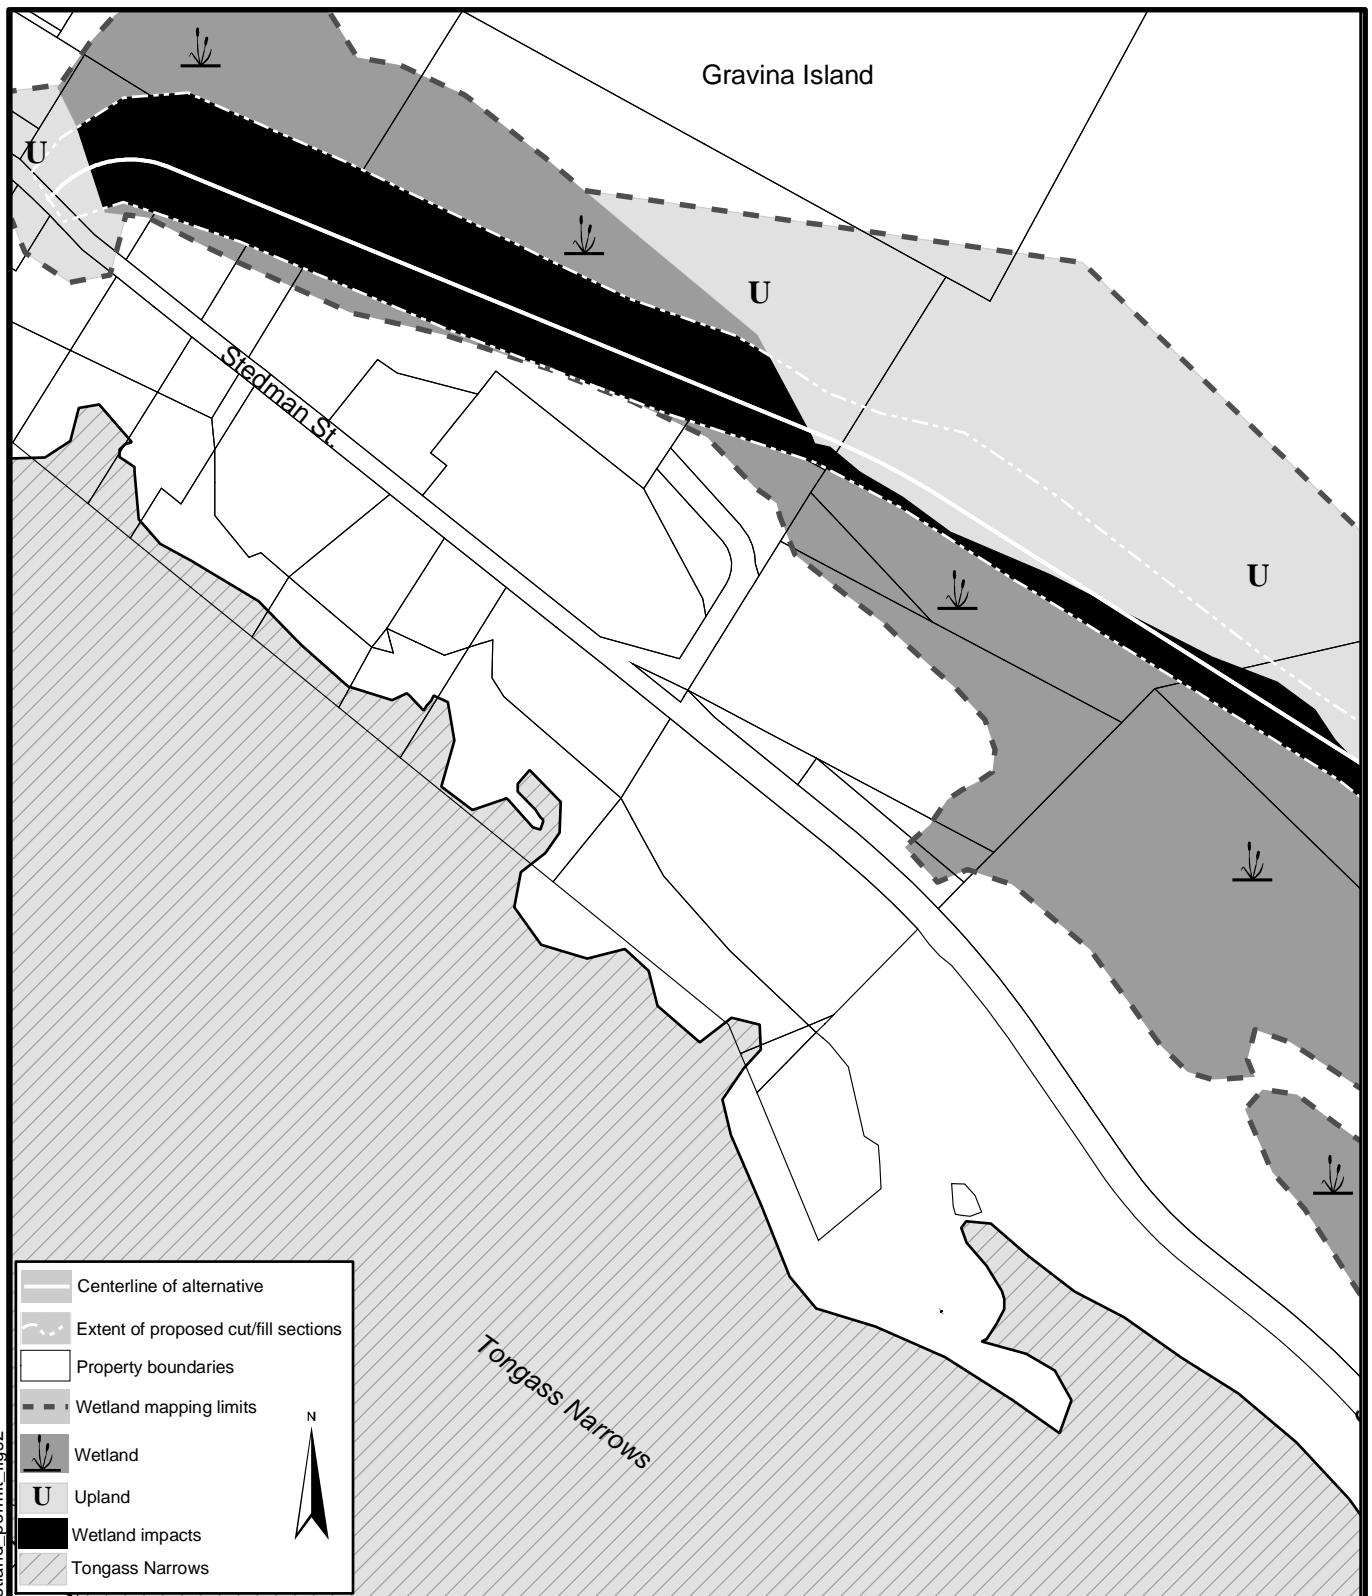 Gravina Island
U
U
Stedman St.
U
Tongass Narrows
Centerline of alternative
Extent of proposed cut/fill sections
Property boundaries
Wetland mapping limits
N
Wetland
U Upland
Wetland impacts
Tongass Narrows